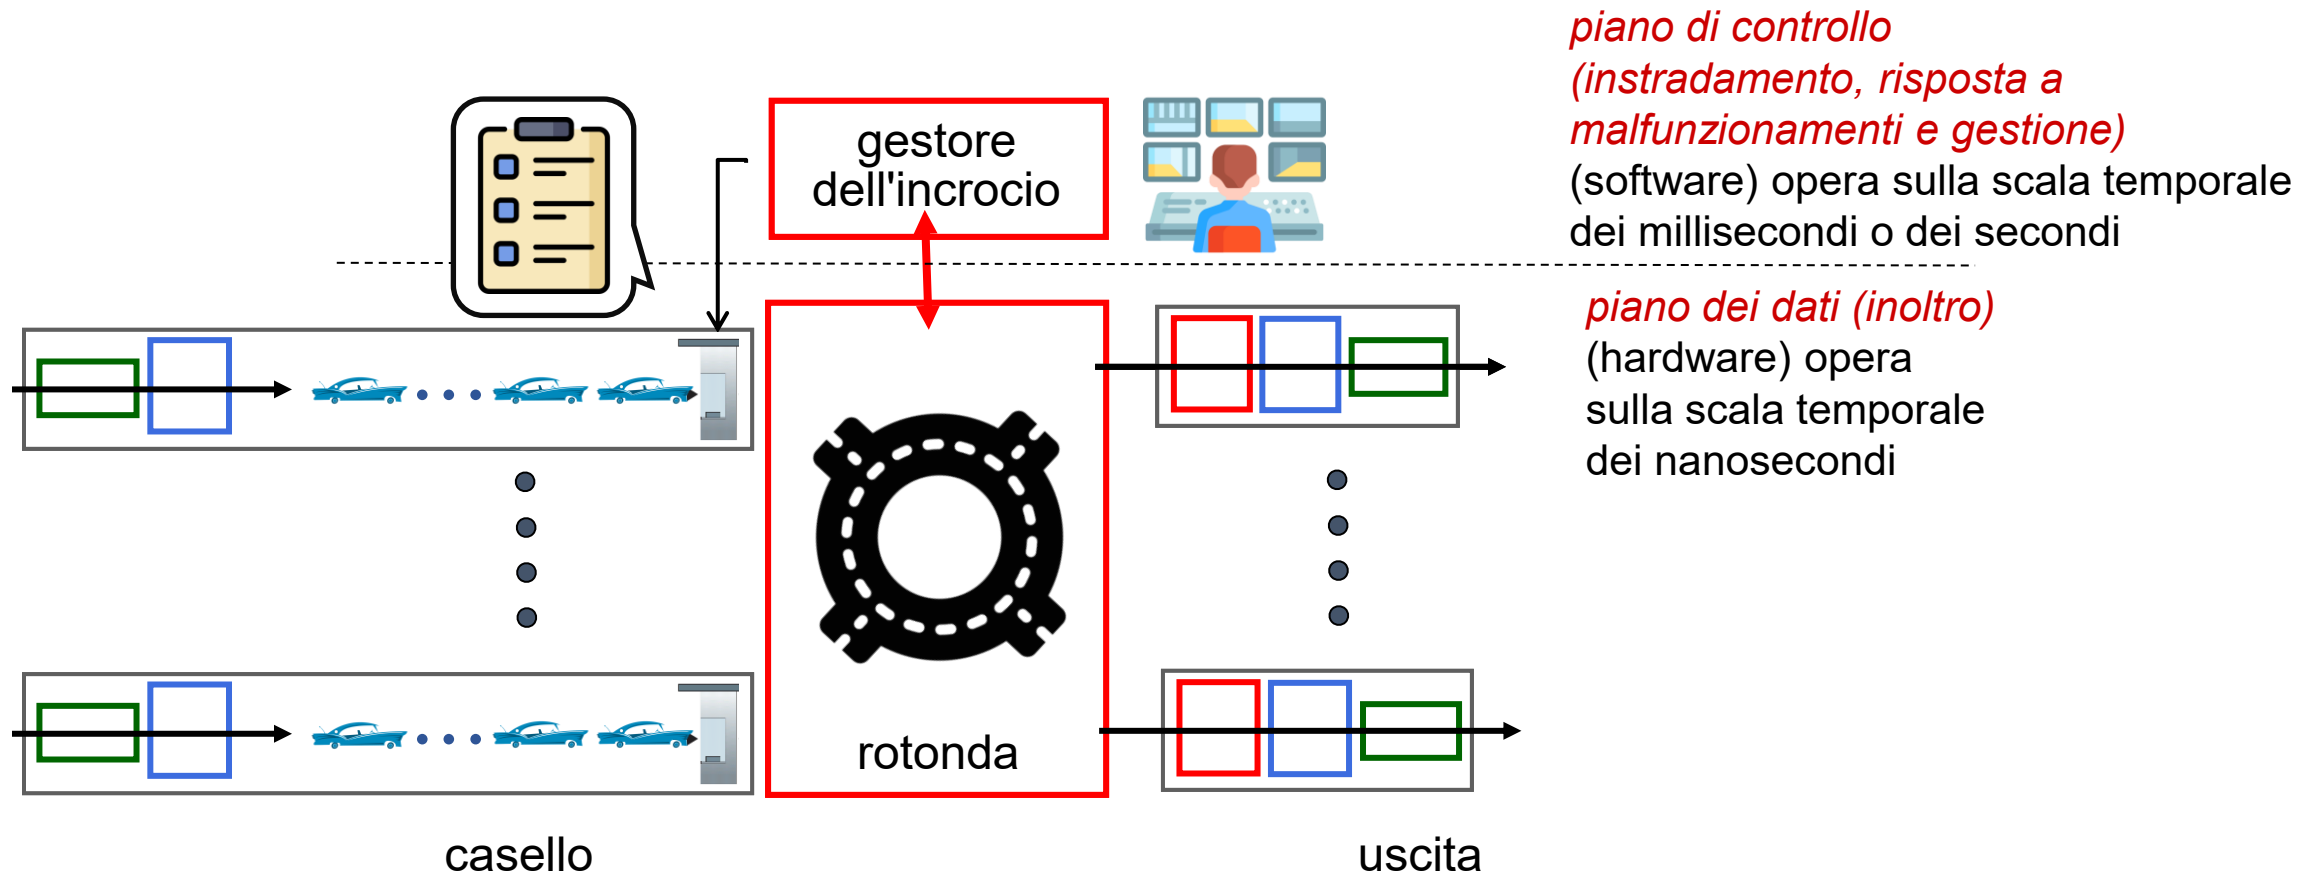 piano di controllo
(instradamento, risposta a
malfunzionamenti e gestione)
(software) opera sulla scala temporale
dei millisecondi o dei secondi
gestore
dell'incrocio
piano dei dati (inoltro)
(hardware) opera
sulla scala temporale
dei nanosecondi
rotonda
casello
uscita